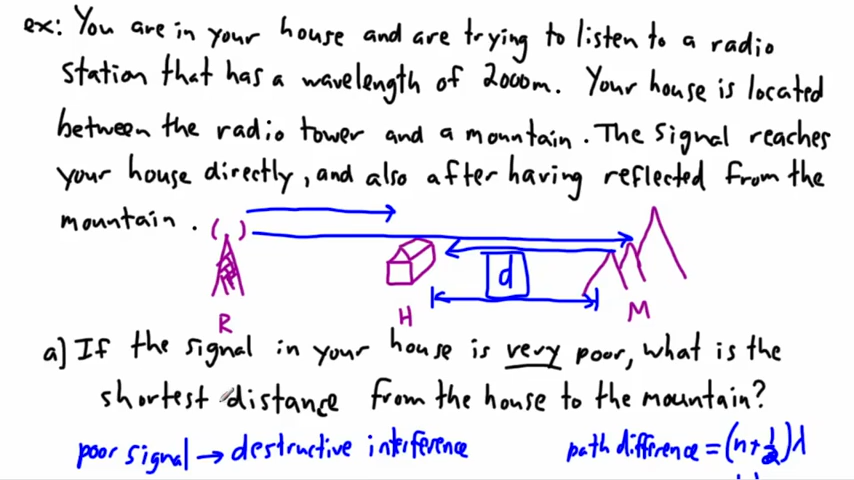 ex: You are in your house and are trying to listen to a radio
station that has a wavelength of 2000m. Your house is located
between the radio tower and a mountain. The signal reaches
your house directly, and also after having reflected from the
mountain.
d
R H M
a] If the signal in your house is very poor, what is the
shortest distance from the house to the mountain?
poor signal → destructive interference path difference = (n+½)λ